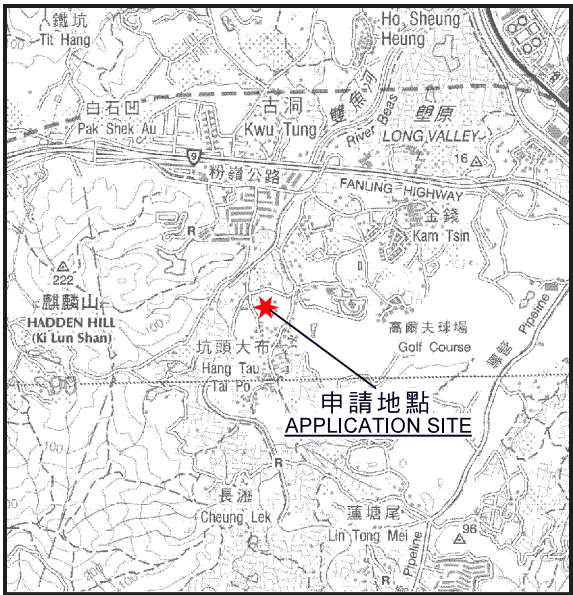 鐵坑
Tit Hang
Ho Sheung
Heung
白石凹
Pak Shek Au
古洞
Kwu Tung
雙魚河
River Beas
塱原
LONG VALLEY
16
9
粉嶺公路
FANLING HIGHWAY
金錢
Kam Tsin
R
222
麒麟山
HADDEN HILL
(Ki Lun Shan)
坑頭大布
Hang Tau
Tai Po
高爾夫球場
Golf Course
Pipeline
申請地點
APPLICATION SITE
100
R
長瀝
Cheung Lek
蓮塘尾
Lin Tong Mei
96
Pipeline
R
200
100